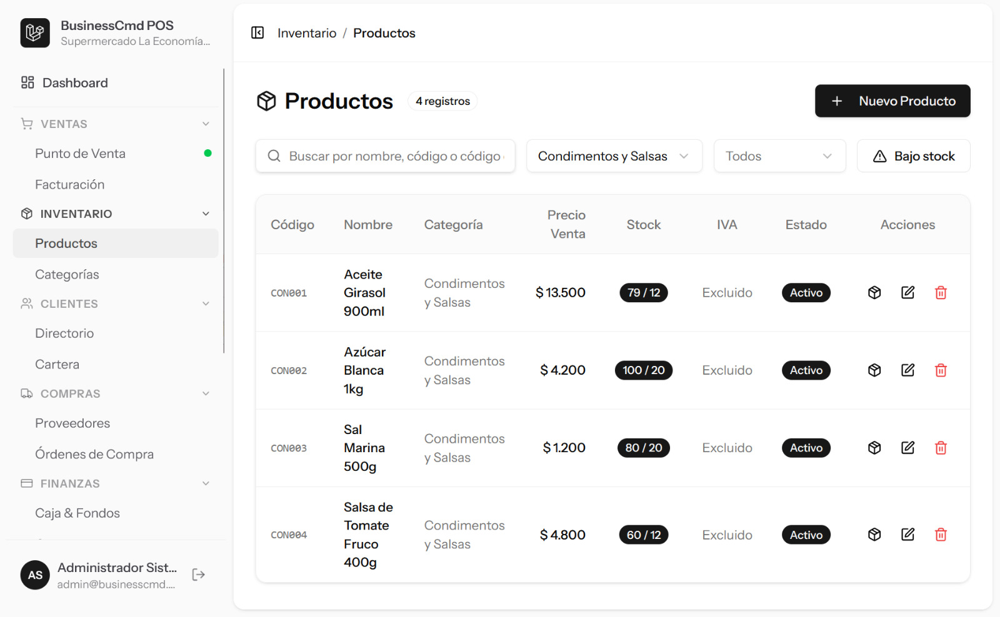 BusinessCmd POS
Supermercado La Economía...
Dashboard
VENTAS
Punto de Venta
Facturación
INVENTARIO
Productos
Categorías
CLIENTES
Directorio
Cartera
COMPRAS
Proveedores
Órdenes de Compra
FINANZAS
Caja & Fondos
AS
Administrador Sist...
admin@businesscmd....
Inventario / Productos
Productos
4 registros
+ Nuevo Producto
Buscar por nombre, código o código
Condimentos y Salsas
Todos
Bajo stock
Código
Nombre
Categoría
Precio
Venta
Stock
IVA
Estado
Acciones
CON001
Aceite
Girasol
900ml
Condimentos
y Salsas
$ 13.500
79 / 12
Excluido
Activo
CON002
Azúcar
Blanca
1kg
Condimentos
y Salsas
$ 4.200
100 / 20
Excluido
Activo
CON003
Sal
Marina
500g
Condimentos
y Salsas
$ 1.200
80 / 20
Excluido
Activo
CON004
Salsa de
Tomate
Fruco
400g
Condimentos
y Salsas
$ 4.800
60 / 12
Excluido
Activo